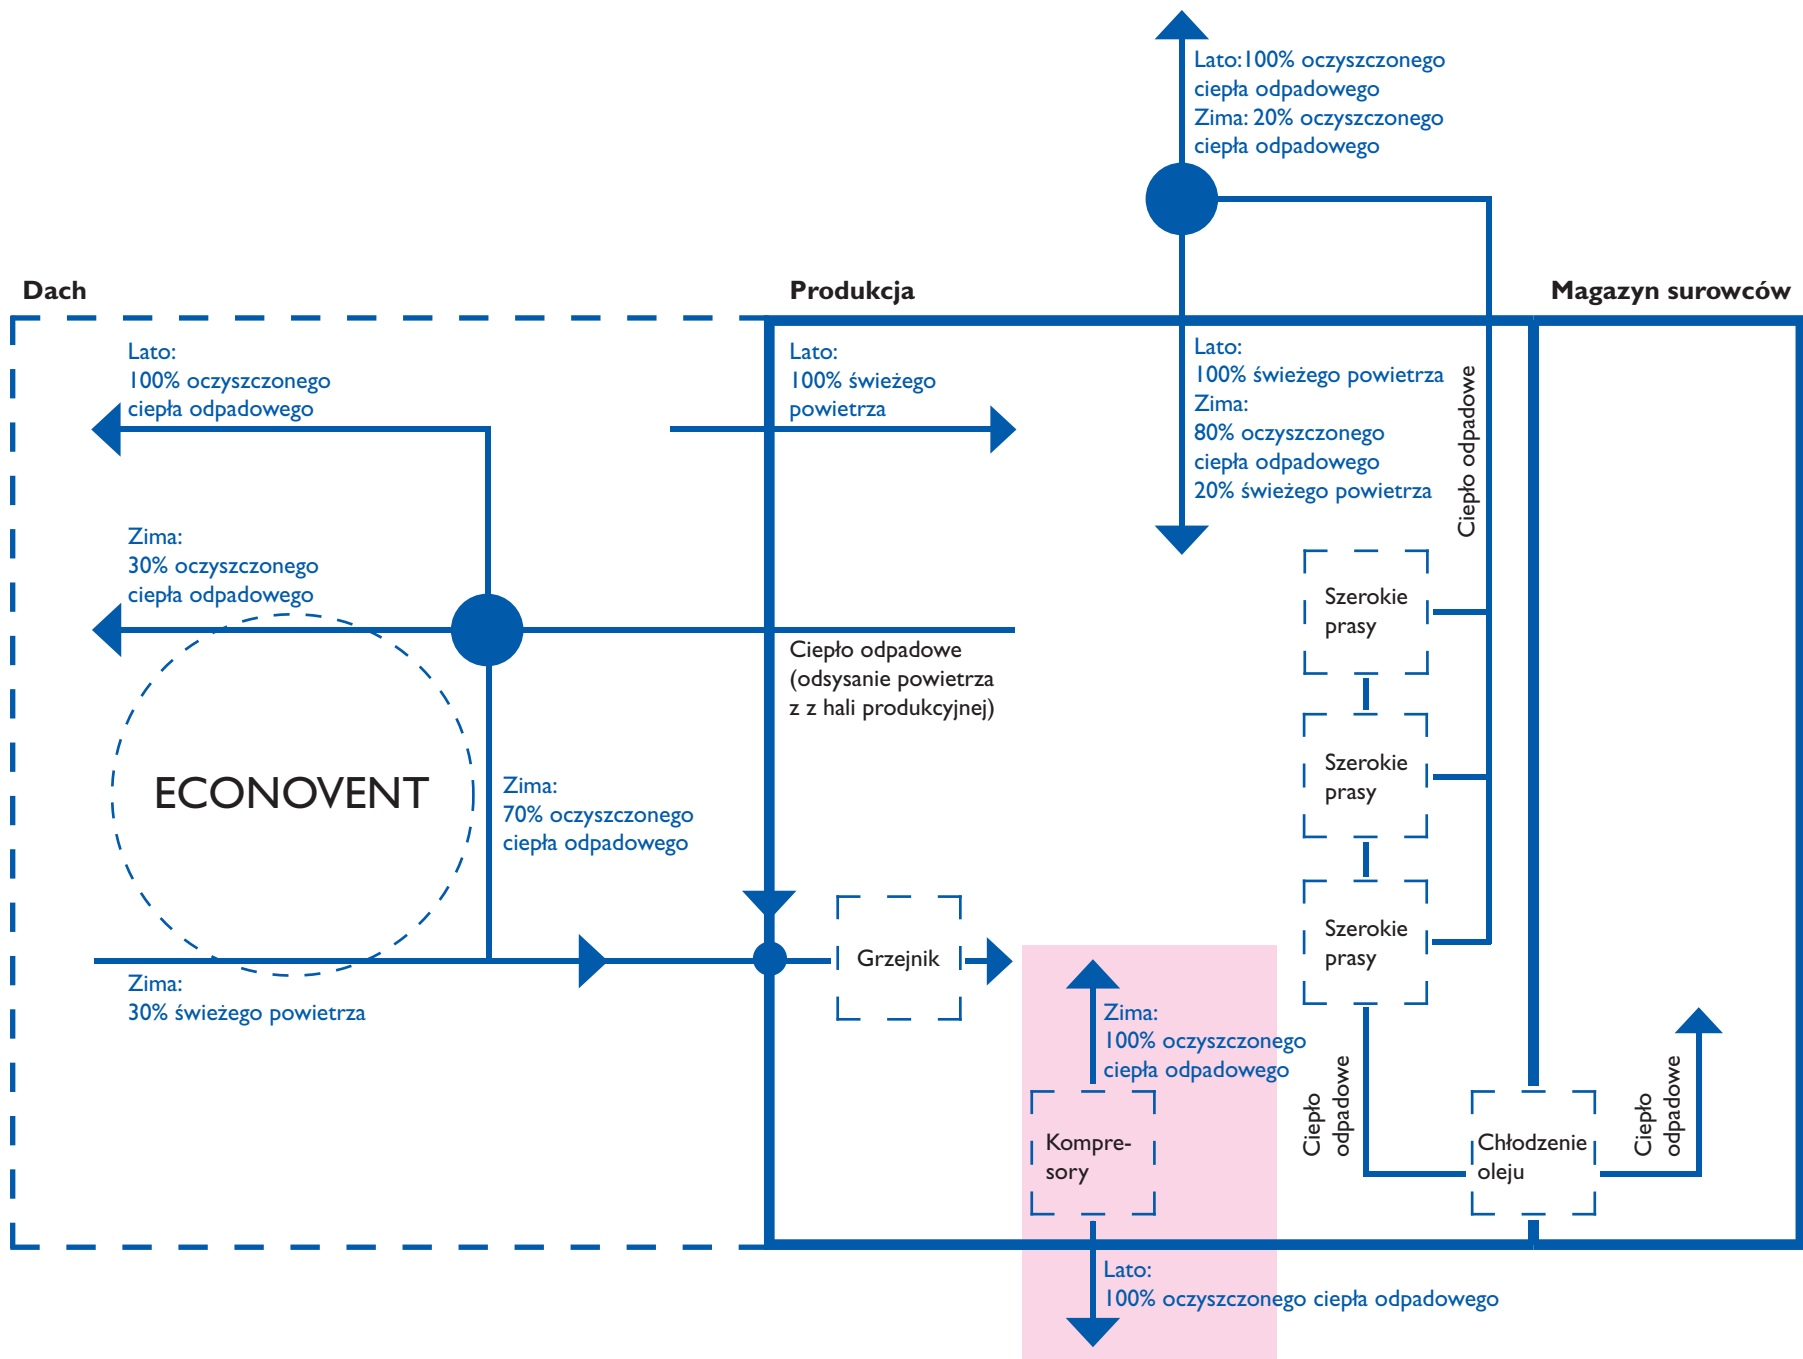 Lato:100% oczyszczonego
ciepła odpadowego
Zima: 20% oczyszczonego
ciepła odpadowego
Dach
Produkcja
Magazyn surowców
Lato:
100% oczyszczonego
ciepła odpadowego
Lato:
100% świeżego
powietrza
Lato:
100% świeżego powietrza
Zima:
80% oczyszczonego
ciepła odpadowego
20% świeżego powietrza
Ciepło odpadowe
Zima:
30% oczyszczonego
ciepła odpadowego
Ciepło odpadowe
(odsysanie powietrza
z z hali produkcyjnej)
Szerokie
prasy
Szerokie
prasy
Szerokie
prasy
ECONOVENT
Zima:
70% oczyszczonego
ciepła odpadowego
Grzejnik
Zima:
30% świeżego powietrza
Zima:
100% oczyszczonego
ciepła odpadowego
Kompre-
sory
Ciepło
odpadowe
Chłodzenie
oleju
Ciepło
odpadowe
Lato:
100% oczyszczonego ciepła odpadowego